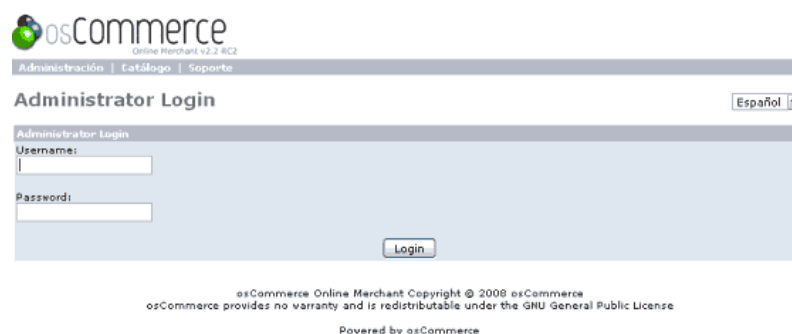 osCommerce
Online Merchant v2.2 RC2
Administración | Catálogo | Soporte
Administrator Login
Español
Administrator Login
Username:
Password:
Login
osCommerce Online Merchant Copyright © 2008 osCommerce
osCommerce provides no warranty and is redistributable under the GNU General Public License
Powered by osCommerce